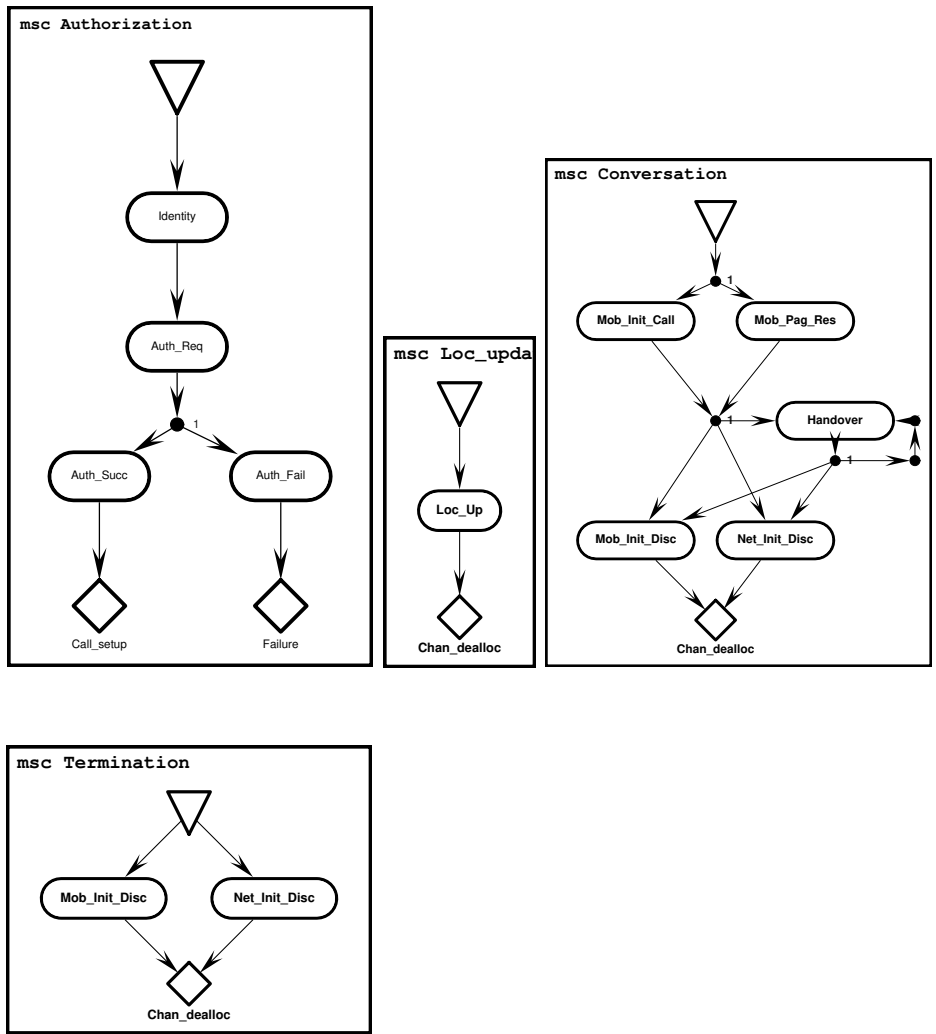 msc Authorization
Identity
Auth_Req
1
Auth_Succ
Auth_Fail
Call_setup
Failure
msc Loc_upda
Loc_Up
Chan_dealloc
msc Conversation
1
Mob_Init_Call
Mob_Pag_Res
1
Handover
1
Mob_Init_Disc
Net_Init_Disc
Chan_dealloc
msc Termination
Mob_Init_Disc
Net_Init_Disc
Chan_dealloc